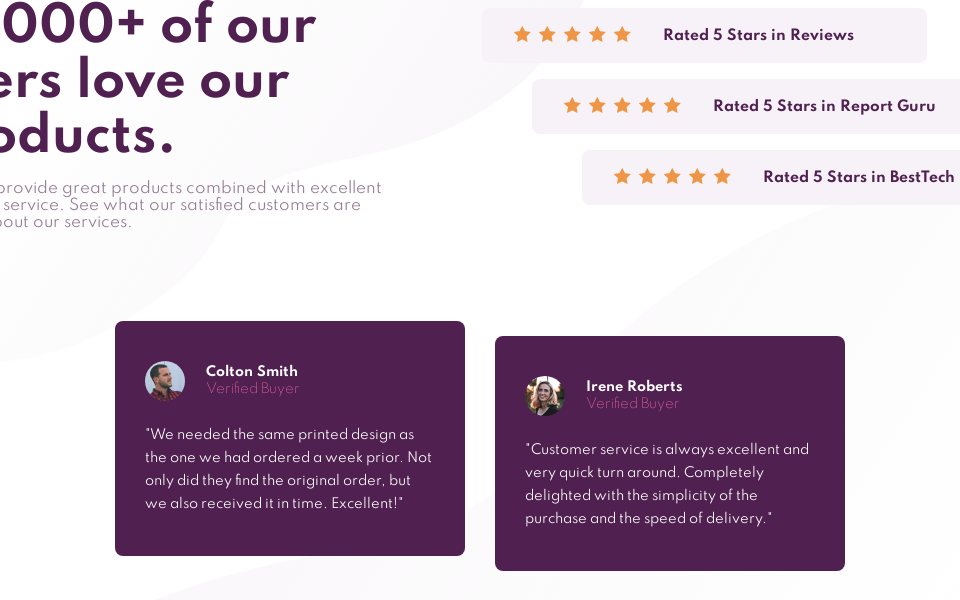 000+ of our
ers love our
oducts.
provide great products combined with excellent
service. See what our satisfied customers are
bout our services.
Rated 5 Stars in Reviews
Rated 5 Stars in Report Guru
Rated 5 Stars in BestTech
Colton Smith
Verified Buyer
"We needed the same printed design as
the one we had ordered a week prior. Not
only did they find the original order, but
we also received it in time. Excellent!"
Irene Roberts
Verified Buyer
"Customer service is always excellent and
very quick turn around. Completely
delighted with the simplicity of the
purchase and the speed of delivery."